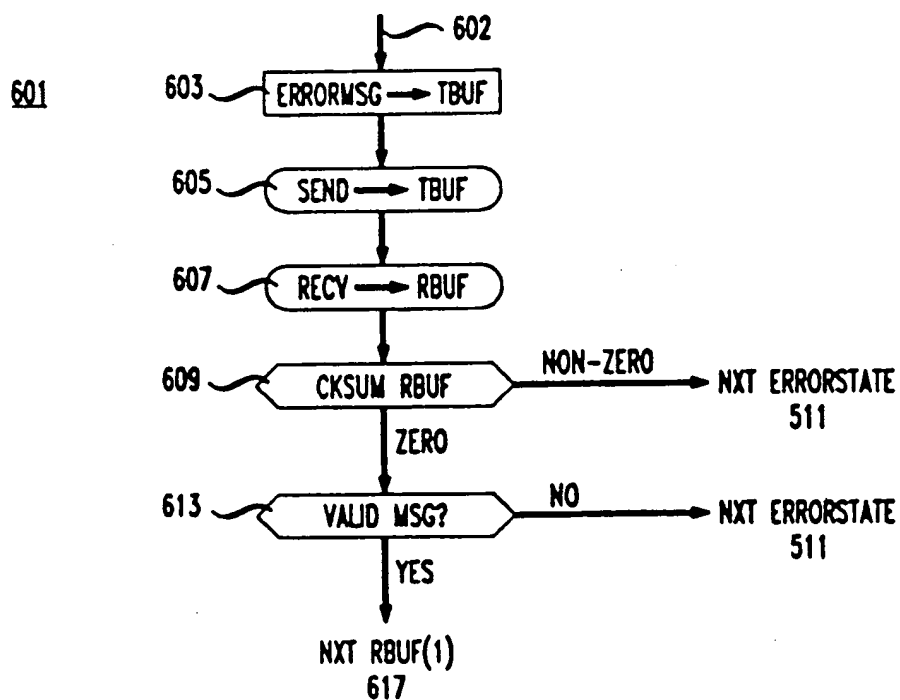 602
601
603
ERRORMSG → TBUF
605
SEND → TBUF
607
RECV → RBUF
609
CKSUM RBUF
NON-ZERO
NXT ERRORSTATE
511
ZERO
613
VALID MSG?
NO
NXT ERRORSTATE
511
YES
NXT RBUF(1)
617